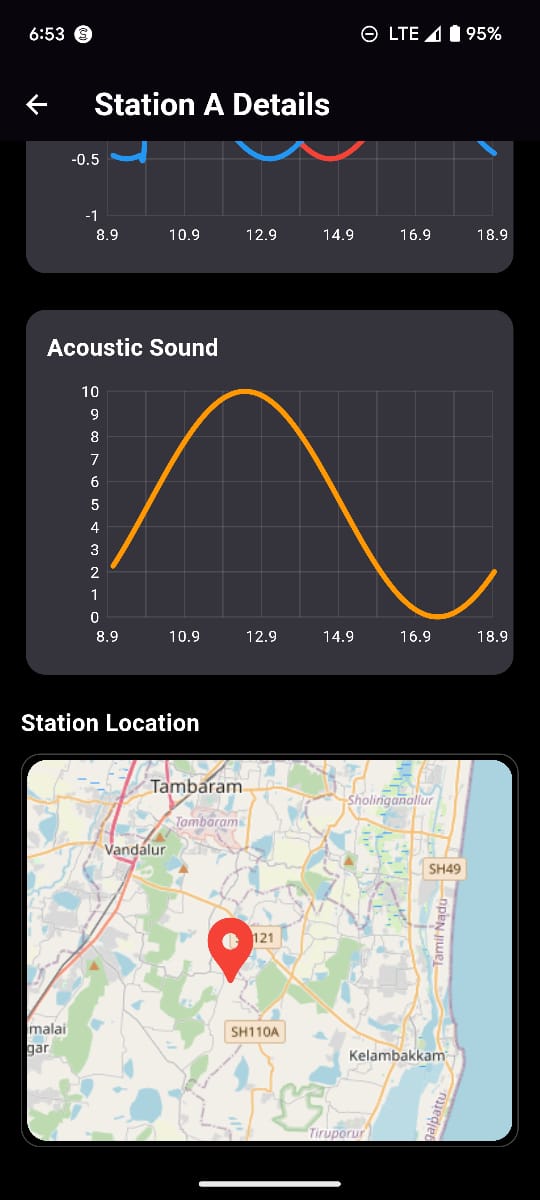 6:53 LTE 95%
Station A Details
-0.5
-1
8.9 10.9 12.9 14.9 16.9 18.9
Acoustic Sound
10
9
8
7
6
5
4
3
2
1
0
8.9 10.9 12.9 14.9 16.9 18.9
Station Location
Tambaram
Sholinganallur
Tambaram
Vandalur
SH49
Tamil Nadu
121
SH110A
malai
gar
Kelambakkam
galpattu
Tiruporur